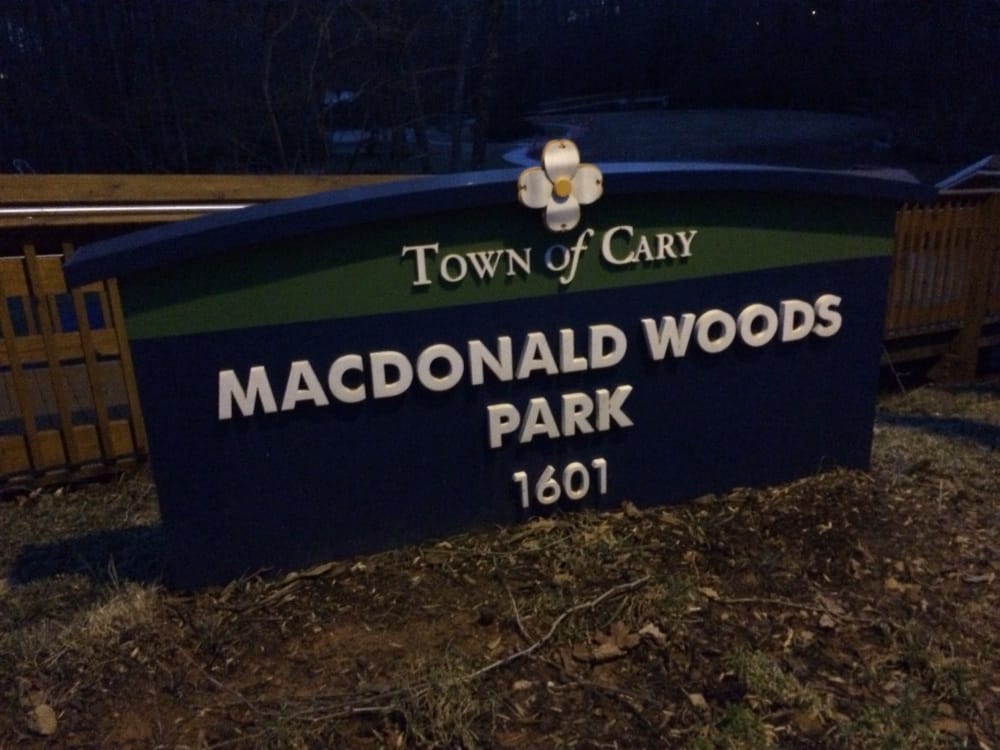 TOWN of CARY
MACDONALD WOODS
PARK
1601